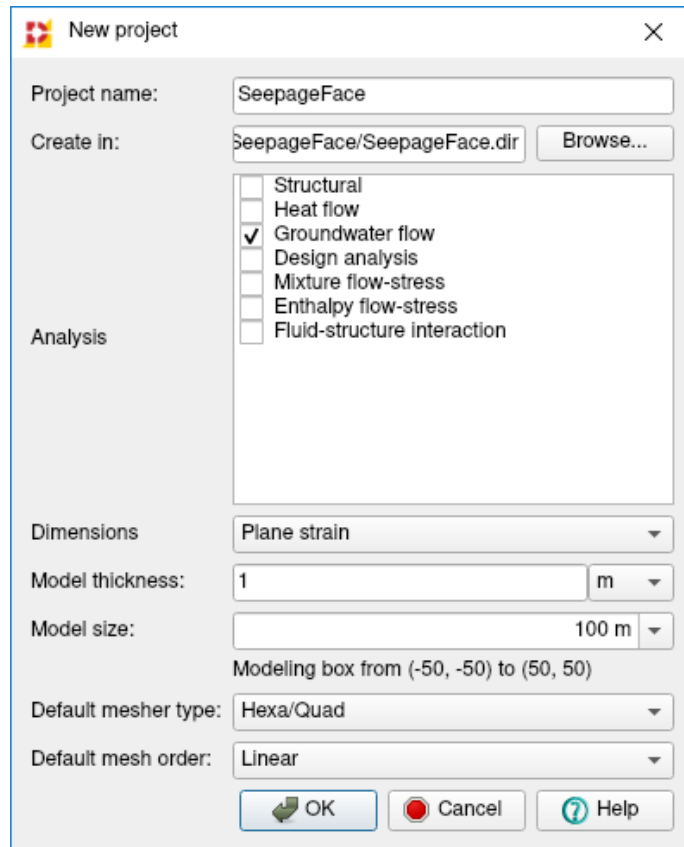 New project
Project name: SeepageFace
Create in: SeepageFace/SeepageFace.dir Browse...
Structural
Heat flow
Groundwater flow
Design analysis
Mixture flow-stress
Enthalpy flow-stress
Fluid-structure interaction
Analysis
Dimensions Plane strain
Model thickness: 1 m
Model size: 100 m
Modeling box from (-50, -50) to (50, 50)
Default mesher type: Hexa/Quad
Default mesh order: Linear
OK Cancel Help